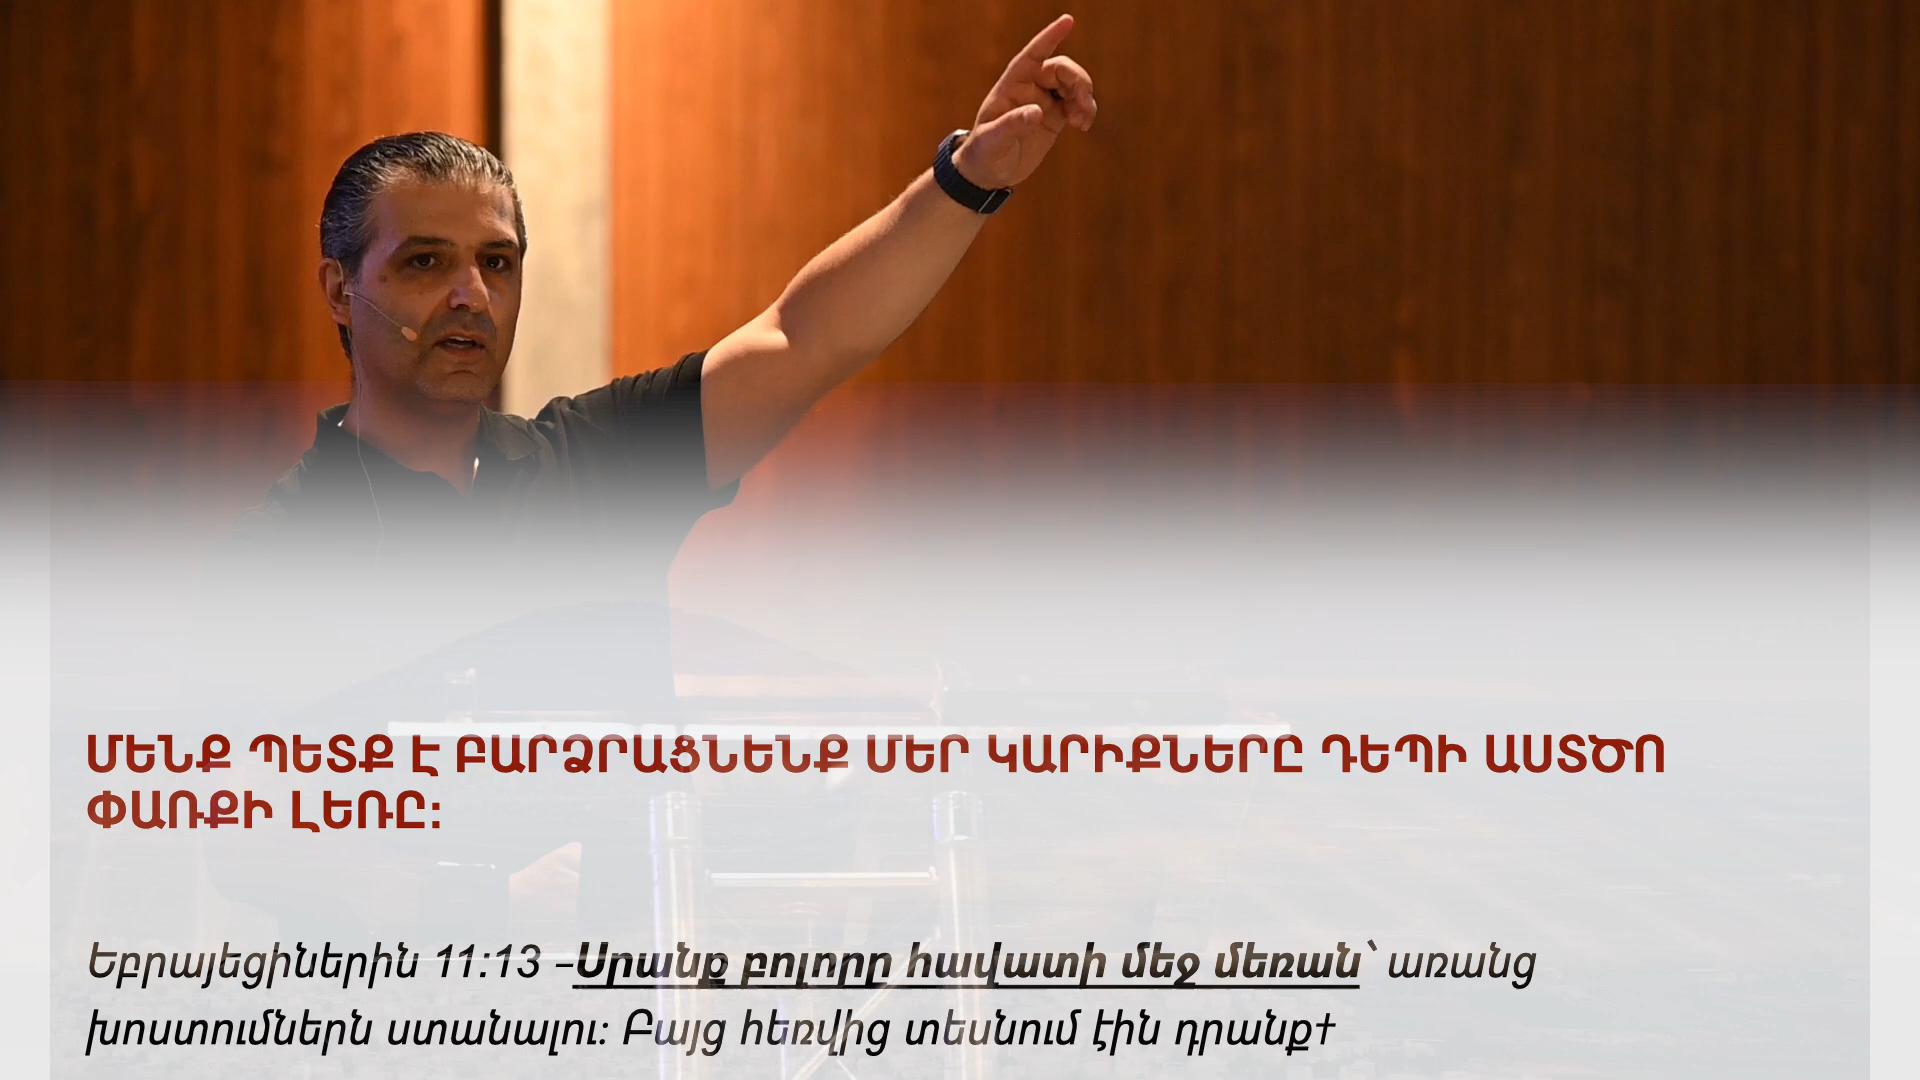 ՄԵՆՔ ՊԵՏՔ Է ԲԱՐՁՐԱՑՆԵՆՔ ՄԵՐ ԿԱՐԻՔՆԵՐԸ ԴԵՊԻ ԱՍՏԾՈ
ՓԱՌՔԻ ԼԵՌԸ։
Եբրայեցիներին 11:13 –Սրանք բոլորը հավատի մեջ մեռան՝ առանց
խոստումներն ստանալու։ Բայց հեռվից տեսնում էին դրանք†